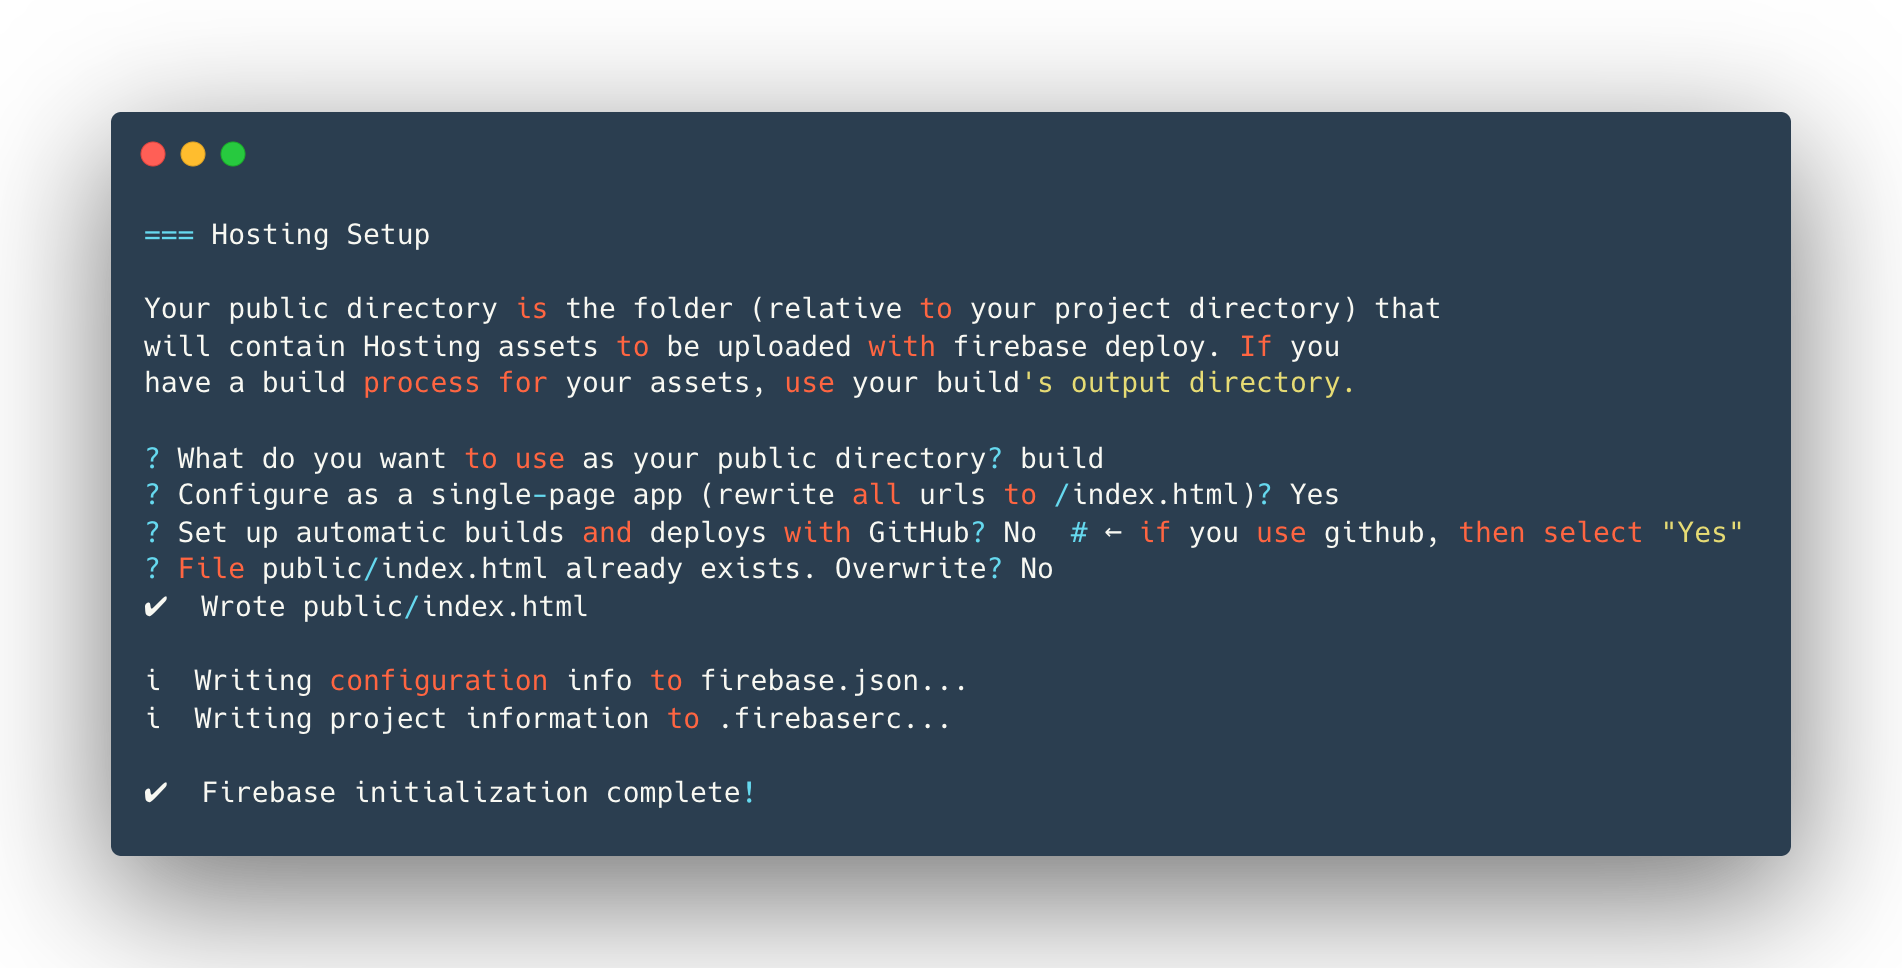 === Hosting Setup
Your public directory is the folder (relative to your project directory) that
will contain Hosting assets to be uploaded with firebase deploy. If you
have a build process for your assets, use your build's output directory.
? What do you want to use as your public directory? build
? Configure as a single-page app (rewrite all urls to /index.html)? Yes
? Set up automatic builds and deploys with GitHub? No  # ← if you use github, then select "Yes"
? File public/index.html already exists. Overwrite? No
✔  Wrote public/index.html
i  Writing configuration info to firebase.json...
i  Writing project information to .firebaserc...
✔  Firebase initialization complete!